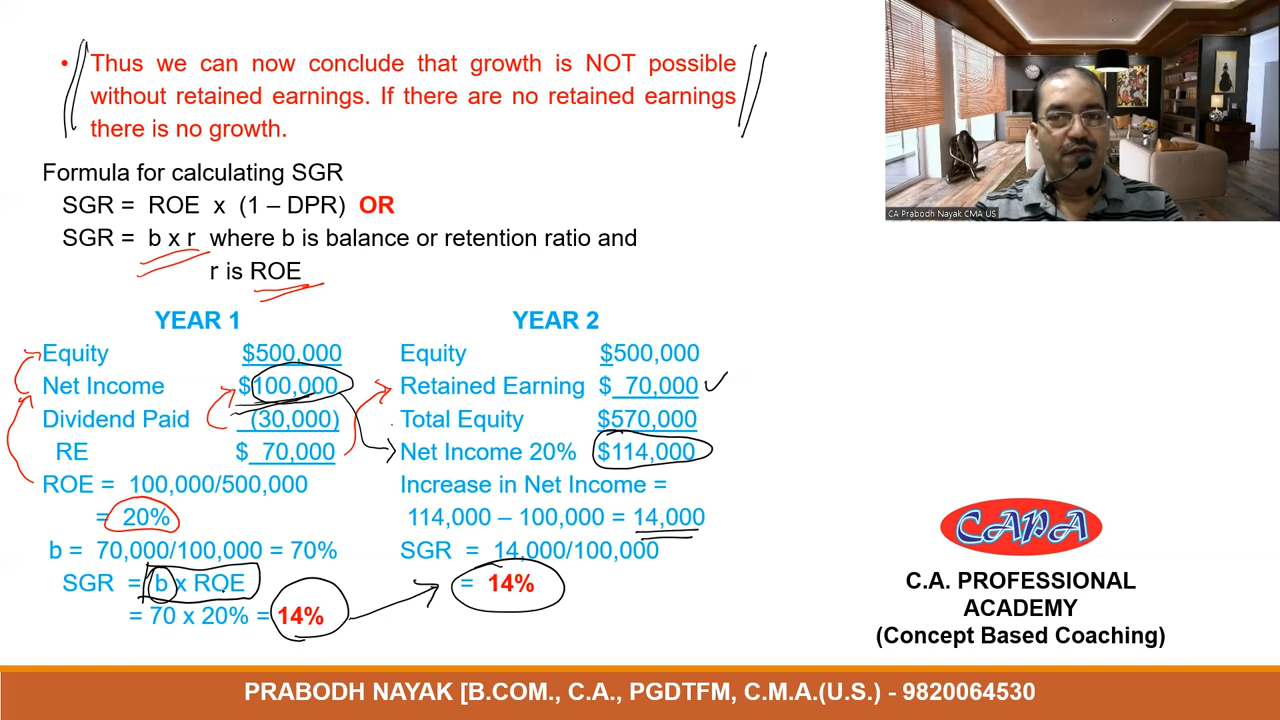 • Thus we can now conclude that growth is NOT possible
without retained earnings. If there are no retained earnings
there is no growth.
Formula for calculating SGR
SGR = ROE x (1 – DPR) OR
SGR = b x r where b is balance or retention ratio and
r is ROE
YEAR 1
Equity $500,000
Net Income $100,000
Dividend Paid (30,000)
RE $ 70,000
ROE = 100,000/500,000
= 20%
b = 70,000/100,000 = 70%
SGR = b x ROE
= 70 x 20% = 14%
YEAR 2
Equity $500,000
Retained Earning $ 70,000
Total Equity $570,000
Net Income 20% $114,000
Increase in Net Income =
114,000 – 100,000 = 14,000
SGR = 14,000/100,000
= 14%
CA Prabodh Nayak CMA US
CAPA
C.A. PROFESSIONAL
ACADEMY
(Concept Based Coaching)
PRABODH NAYAK [B.COM., C.A., PGDTFM, C.M.A.(U.S.) - 9820064530